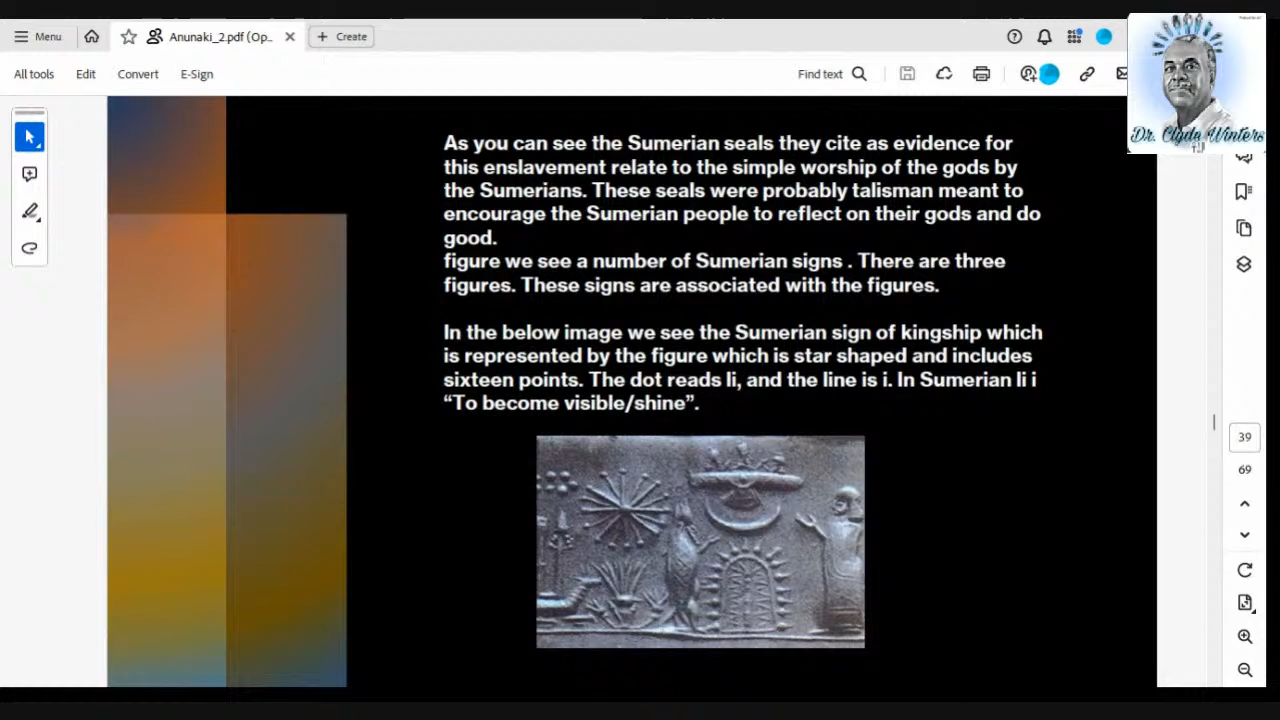 Menu
Anunaki_2.pdf (Op...
Create
All tools
Edit
Convert
E-Sign
Find text
Dr. Clyde Winters
As you can see the Sumerian seals they cite as evidence for
this enslavement relate to the simple worship of the gods by
the Sumerians. These seals were probably talisman meant to
encourage the Sumerian people to reflect on their gods and do
good.
figure we see a number of Sumerian signs . There are three
figures. These signs are associated with the figures.
In the below image we see the Sumerian sign of kingship which
is represented by the figure which is star shaped and includes
sixteen points. The dot reads li, and the line is i. In Sumerian li i
“To become visible/shine”.
39
69